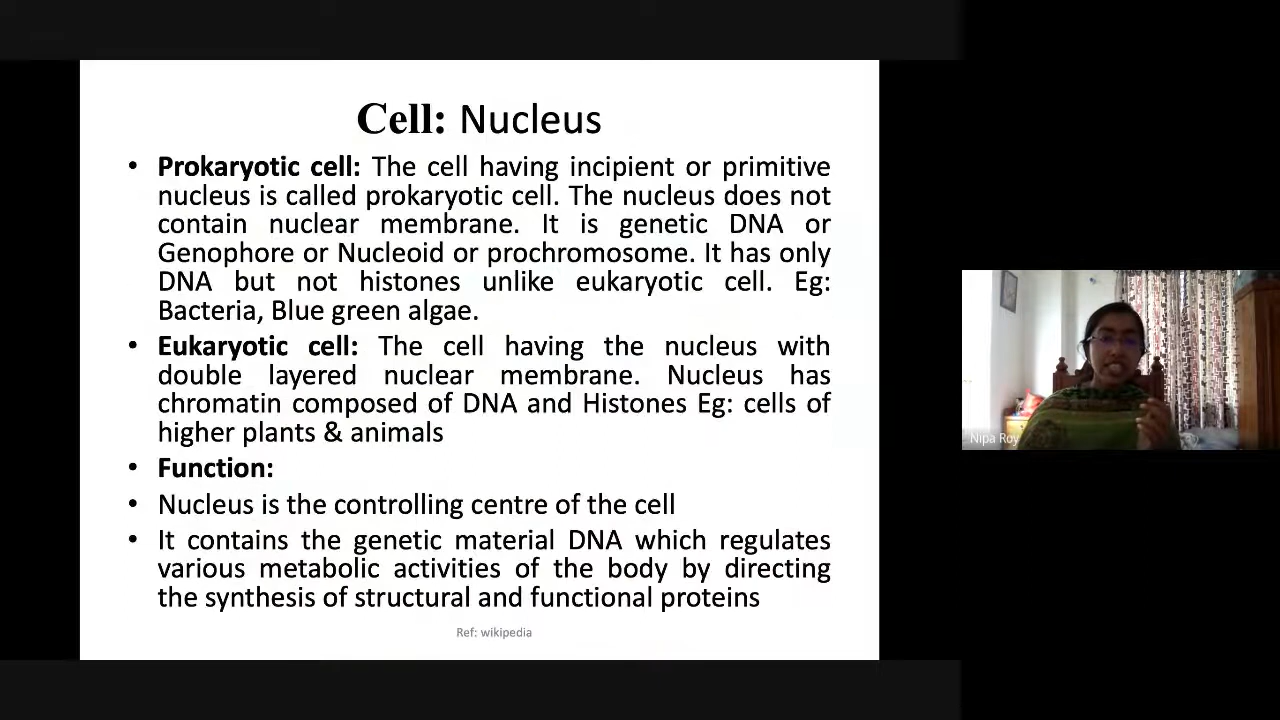 Cell: Nucleus
• Prokaryotic cell: The cell having incipient or primitive
nucleus is called prokaryotic cell. The nucleus does not
contain nuclear membrane. It is genetic DNA or
Genophore or Nucleoid or prochromosome. It has only
DNA but not histones unlike eukaryotic cell. Eg:
Bacteria, Blue green algae.
• Eukaryotic cell: The cell having the nucleus with
double layered nuclear membrane. Nucleus has
chromatin composed of DNA and Histones Eg: cells of
higher plants & animals
• Function:
• Nucleus is the controlling centre of the cell
• It contains the genetic material DNA which regulates
various metabolic activities of the body by directing
the synthesis of structural and functional proteins
Ref: wikipedia
Nipa Roy